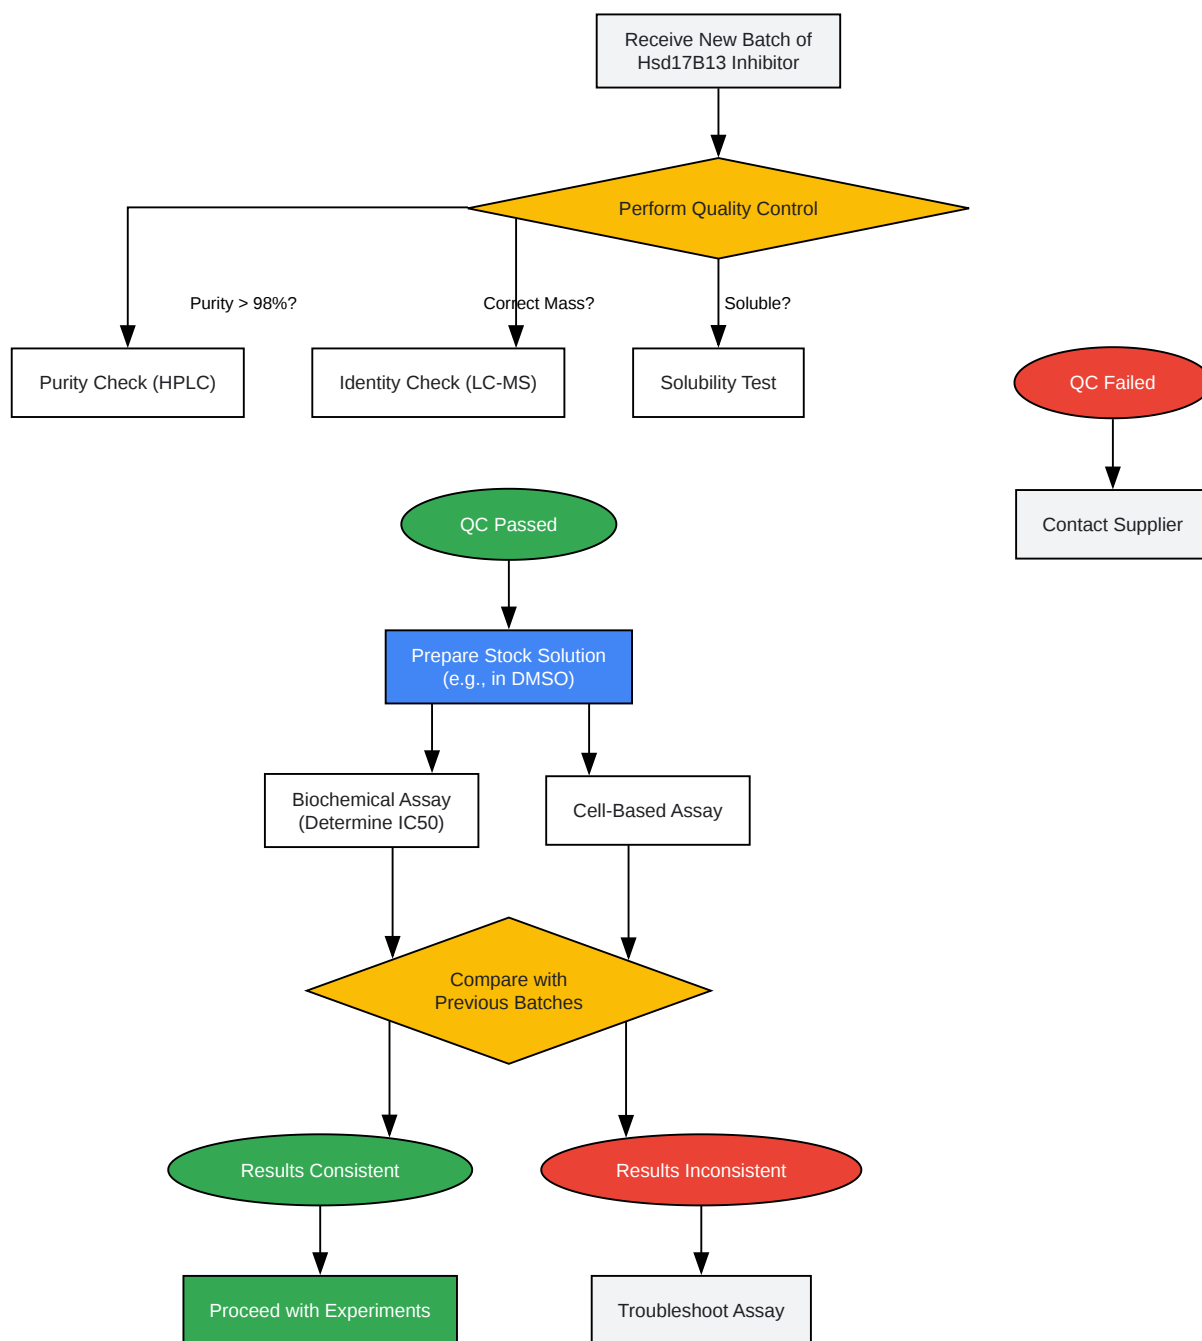 Receive New Batch of
Hsd17B13 Inhibitor
Perform Quality Control
Purity > 98%?
Correct Mass?
Soluble?
Purity Check (HPLC)
Identity Check (LC-MS)
Solubility Test
QC Failed
QC Passed
Contact Supplier
Prepare Stock Solution
(e.g., in DMSO)
Biochemical Assay
(Determine IC50)
Cell-Based Assay
Compare with
Previous Batches
Results Consistent
Results Inconsistent
Proceed with Experiments
Troubleshoot Assay